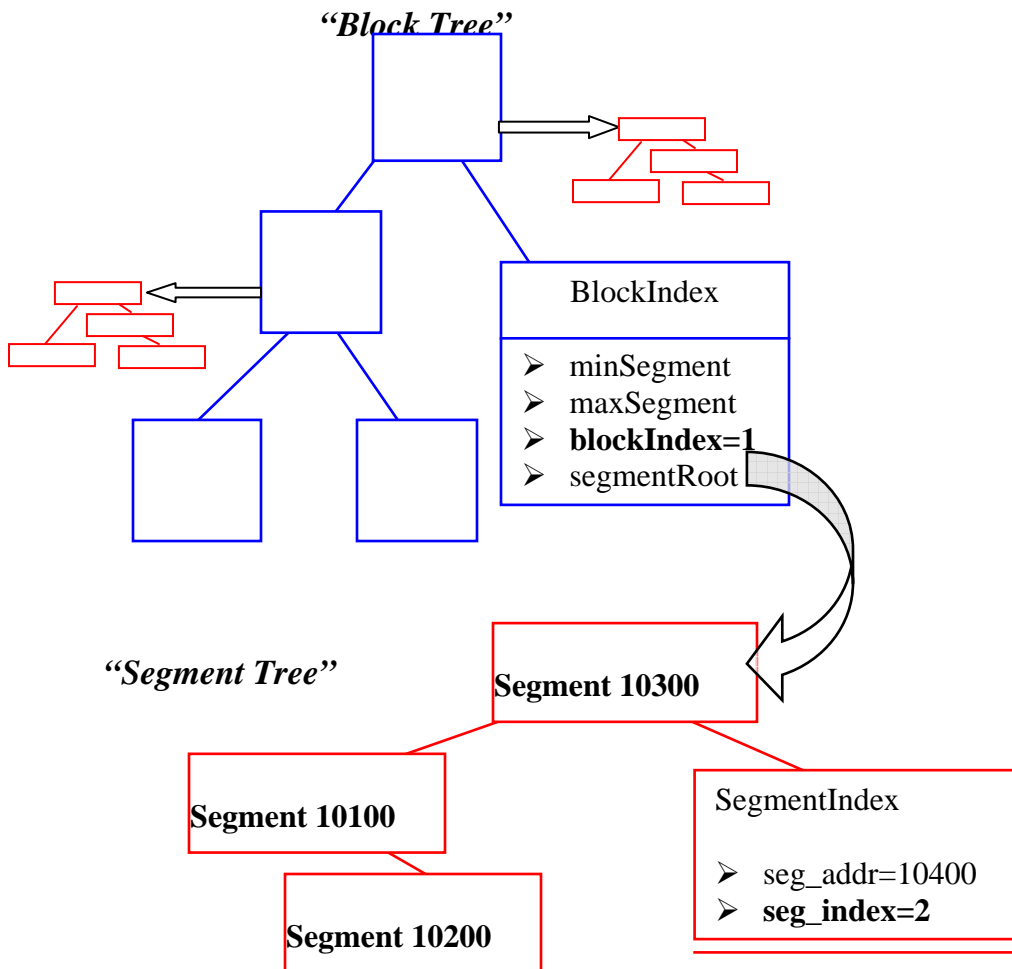 “Block Tree”
BlockIndex
➢ minSegment
➢ maxSegment
➢ blockIndex=1
➢ segmentRoot
“Segment Tree”
Segment 10300
Segment 10100
SegmentIndex
➢ seg_addr=10400
➢ seg_index=2
Segment 10200